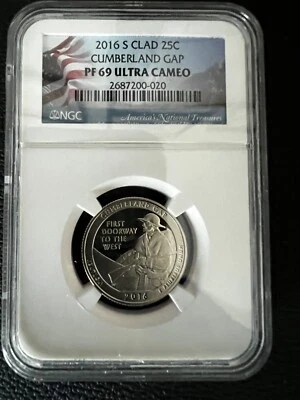 2016 S CLAD 25C
CUMBERLAND GAP
PF 69 ULTRA CAMEO
2687200-020
NGC
America's National Treasures
CUMBERLAND GAP
FIRST
DOORWAY
TO THE
WEST
2016